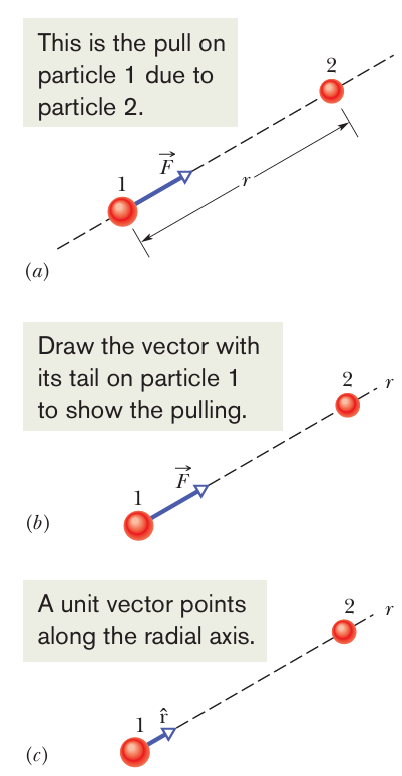 This is the pull on
particle 1 due to
particle 2.
2
F
1
r
(a)
Draw the vector with
its tail on particle 1
to show the pulling.
2 r
F
1
(b)
A unit vector points
along the radial axis.
2 r
1 r̂
(c)